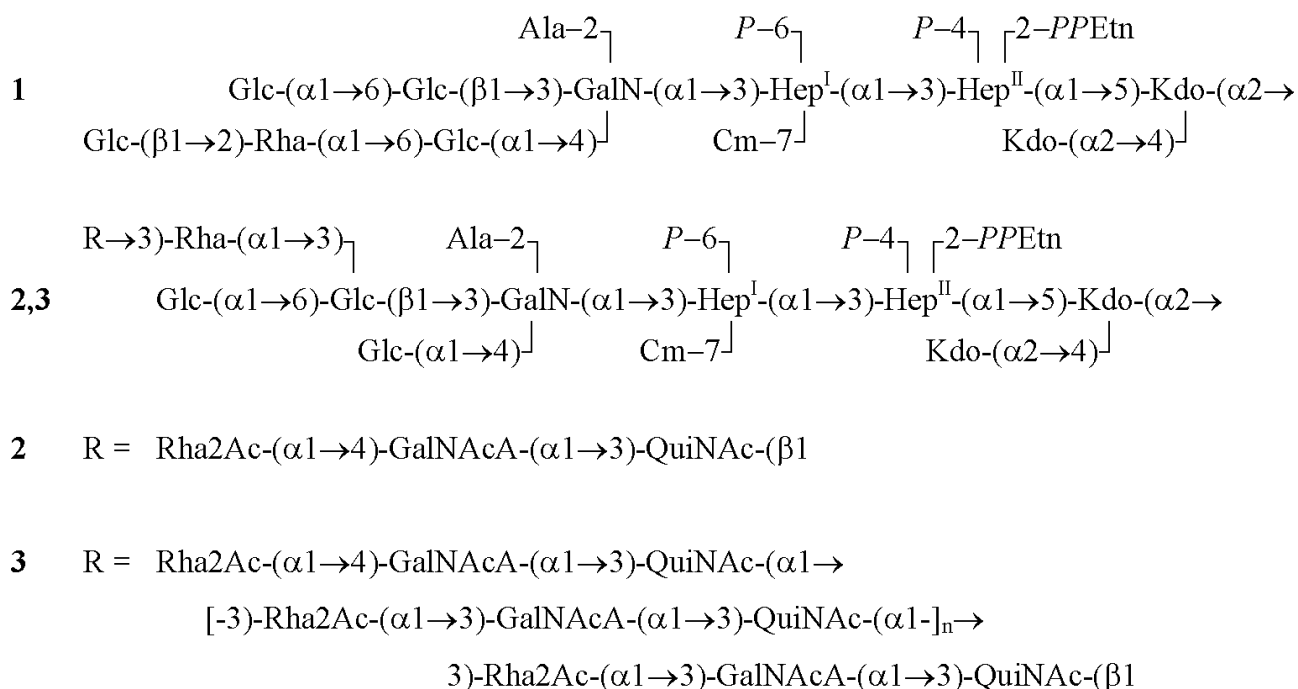 Ala–2 P–6 P–4 2–PPEtn
1 Glc-(α1→6)-Glc-(β1→3)-GalN-(α1→3)-Hep^I-(α1→3)-Hep^II-(α1→5)-Kdo-(α2→
Glc-(β1→2)-Rha-(α1→6)-Glc-(α1→4) Cm–7 Kdo-(α2→4)
R→3)-Rha-(α1→3) Ala–2 P–6 P–4 2–PPEtn
2,3 Glc-(α1→6)-Glc-(β1→3)-GalN-(α1→3)-Hep^I-(α1→3)-Hep^II-(α1→5)-Kdo-(α2→
Glc-(α1→4) Cm–7 Kdo-(α2→4)
2 R = Rha2Ac-(α1→4)-GalNAcA-(α1→3)-QuiNAc-(β1
3 R = Rha2Ac-(α1→4)-GalNAcA-(α1→3)-QuiNAc-(α1→
[-3)-Rha2Ac-(α1→3)-GalNAcA-(α1→3)-QuiNAc-(α1-]n→
3)-Rha2Ac-(α1→3)-GalNAcA-(α1→3)-QuiNAc-(β1